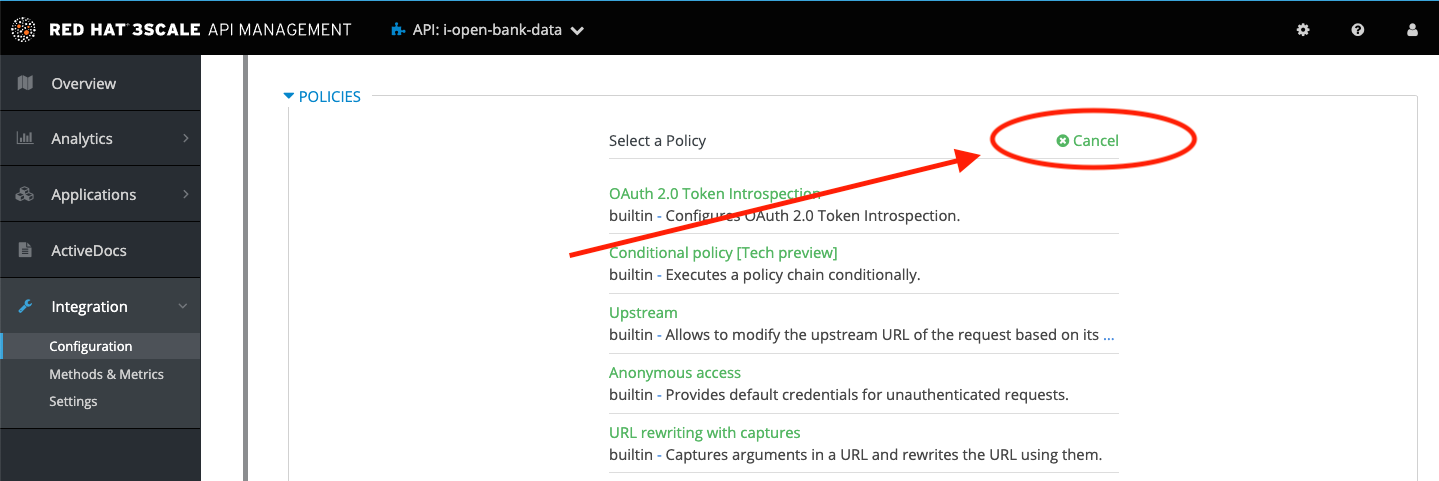 RED HAT 3SCALE API MANAGEMENT
API: i-open-bank-data
Overview
Analytics
Applications
ActiveDocs
Integration
Configuration
Methods & Metrics
Settings
POLICIES
Select a Policy
Cancel
OAuth 2.0 Token Introspection
builtin - Configures OAuth 2.0 Token Introspection.
Conditional policy [Tech preview]
builtin - Executes a policy chain conditionally.
Upstream
builtin - Allows to modify the upstream URL of the request based on its ...
Anonymous access
builtin - Provides default credentials for unauthenticated requests.
URL rewriting with captures
builtin - Captures arguments in a URL and rewrites the URL using them.